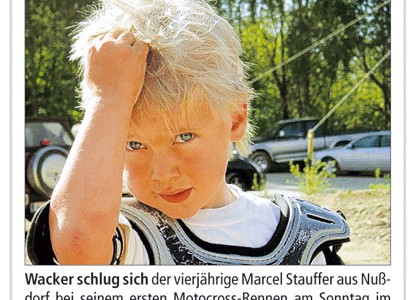 Wacker schlug sich der vierjährige Marcel Stauffer aus Nuß-
dorf bei seinem ersten Motocross-Rennen am Sonntag im